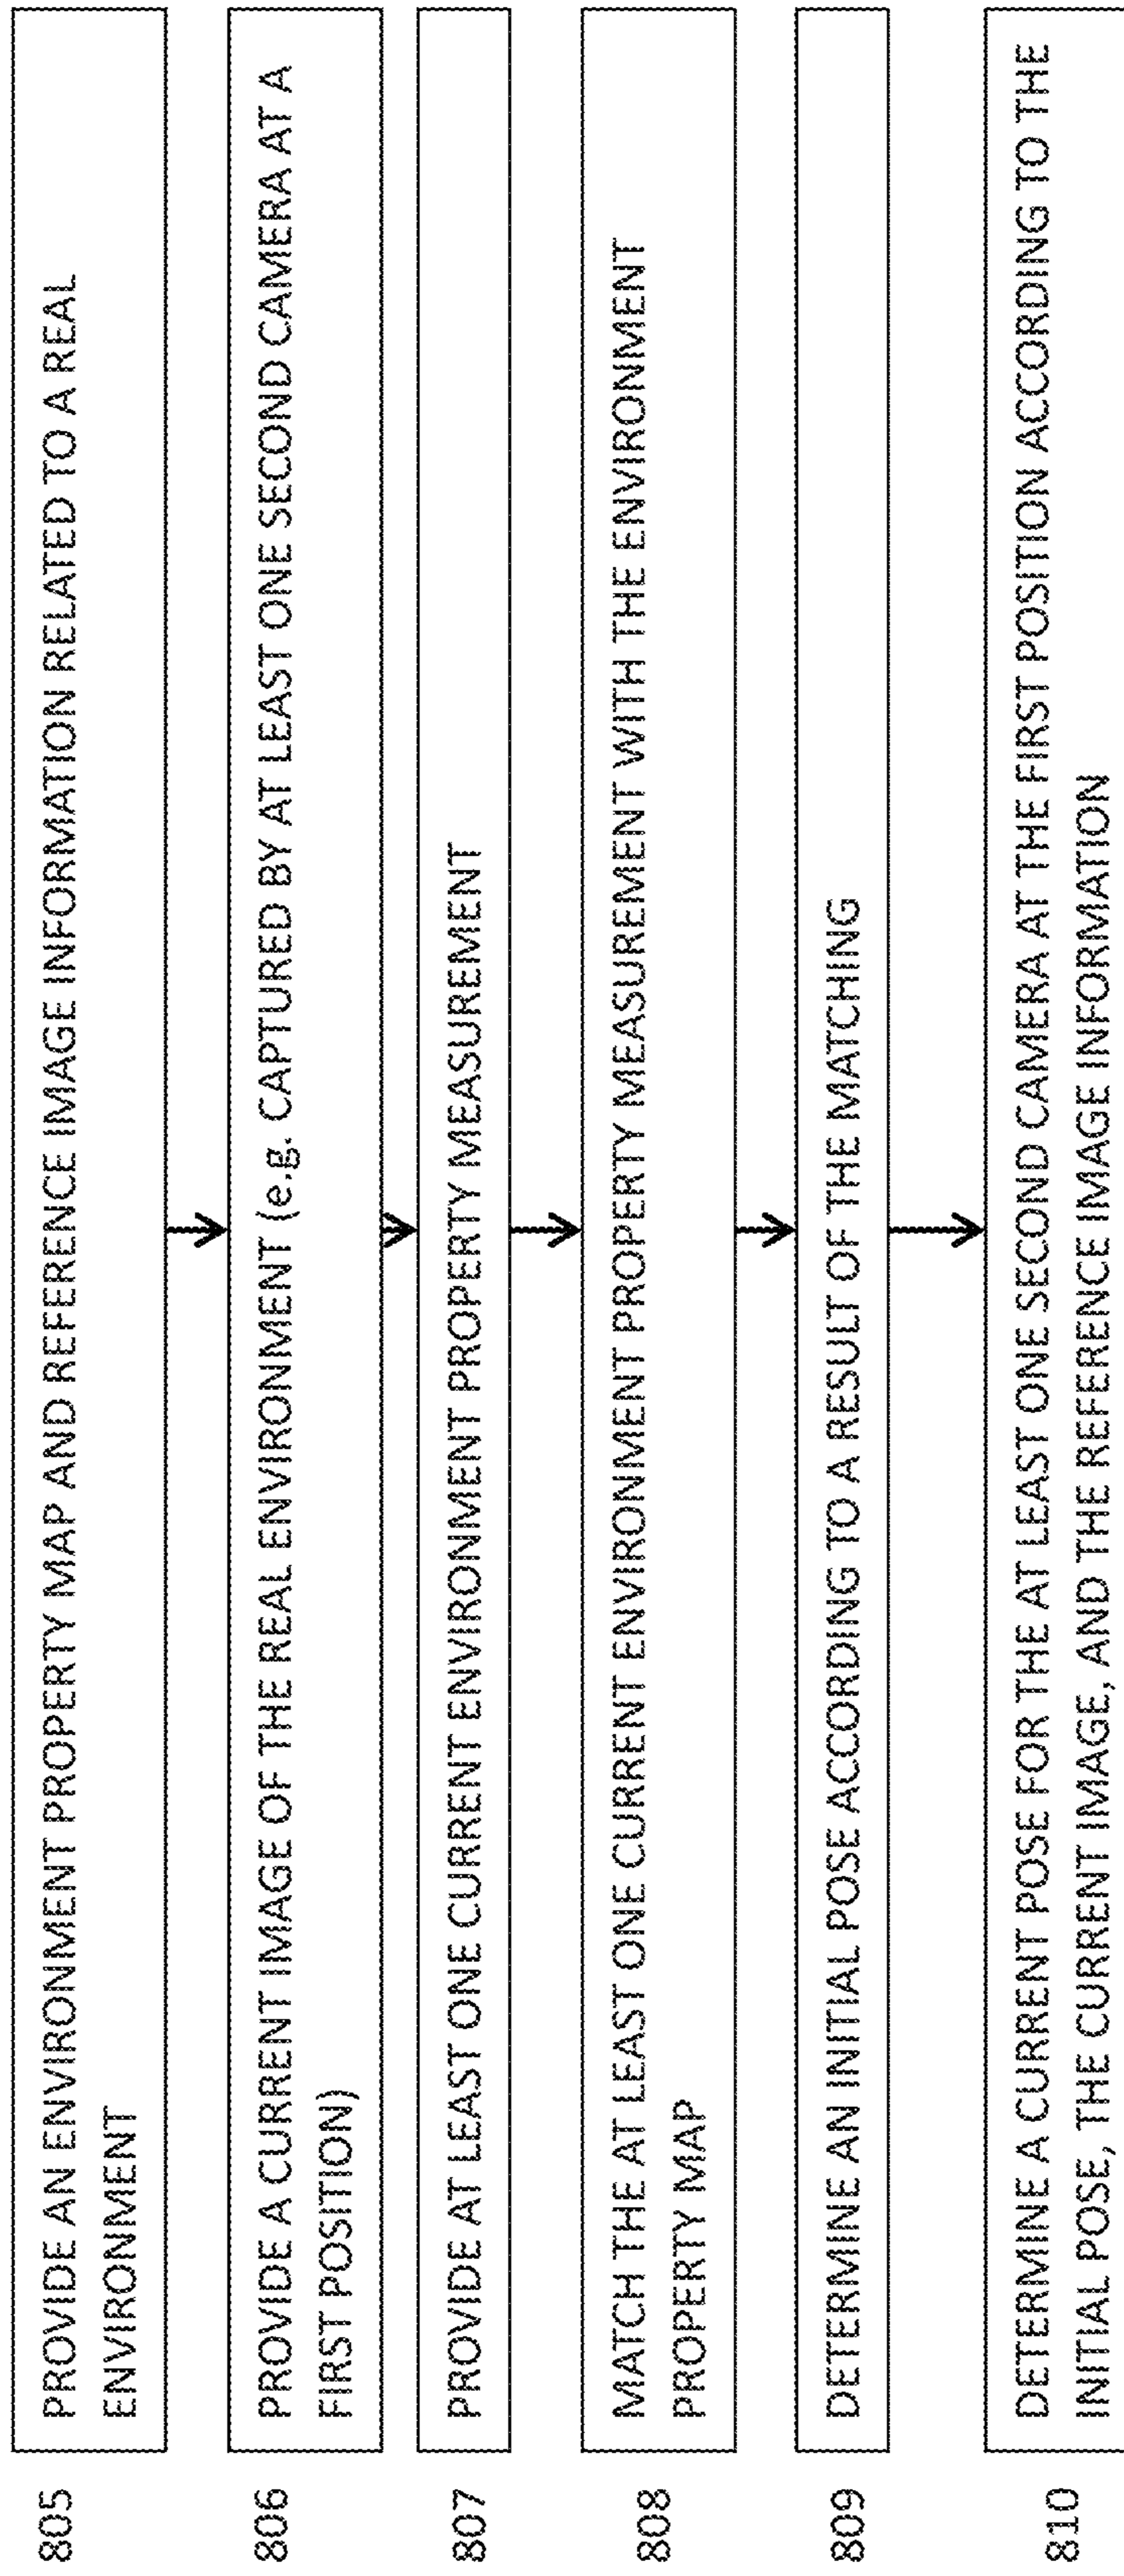 805
PROVIDE AN ENVIRONMENT PROPERTY MAP AND REFERENCE IMAGE INFORMATION RELATED TO A REAL
ENVIRONMENT
806
PROVIDE A CURRENT IMAGE OF THE REAL ENVIRONMENT (e.g. CAPTURED BY AT LEAST ONE SECOND CAMERA AT A
FIRST POSITION)
807
PROVIDE AT LEAST ONE CURRENT ENVIRONMENT PROPERTY MEASUREMENT
808
MATCH THE AT LEAST ONE CURRENT ENVIRONMENT PROPERTY MEASUREMENT WITH THE ENVIRONMENT
PROPERTY MAP
809
DETERMINE AN INITIAL POSE ACCORDING TO A RESULT OF THE MATCHING
810
DETERMINE A CURRENT POSE FOR THE AT LEAST ONE SECOND CAMERA AT THE FIRST POSITION ACCORDING TO THE
INITIAL POSE, THE CURRENT IMAGE, AND THE REFERENCE IMAGE INFORMATION